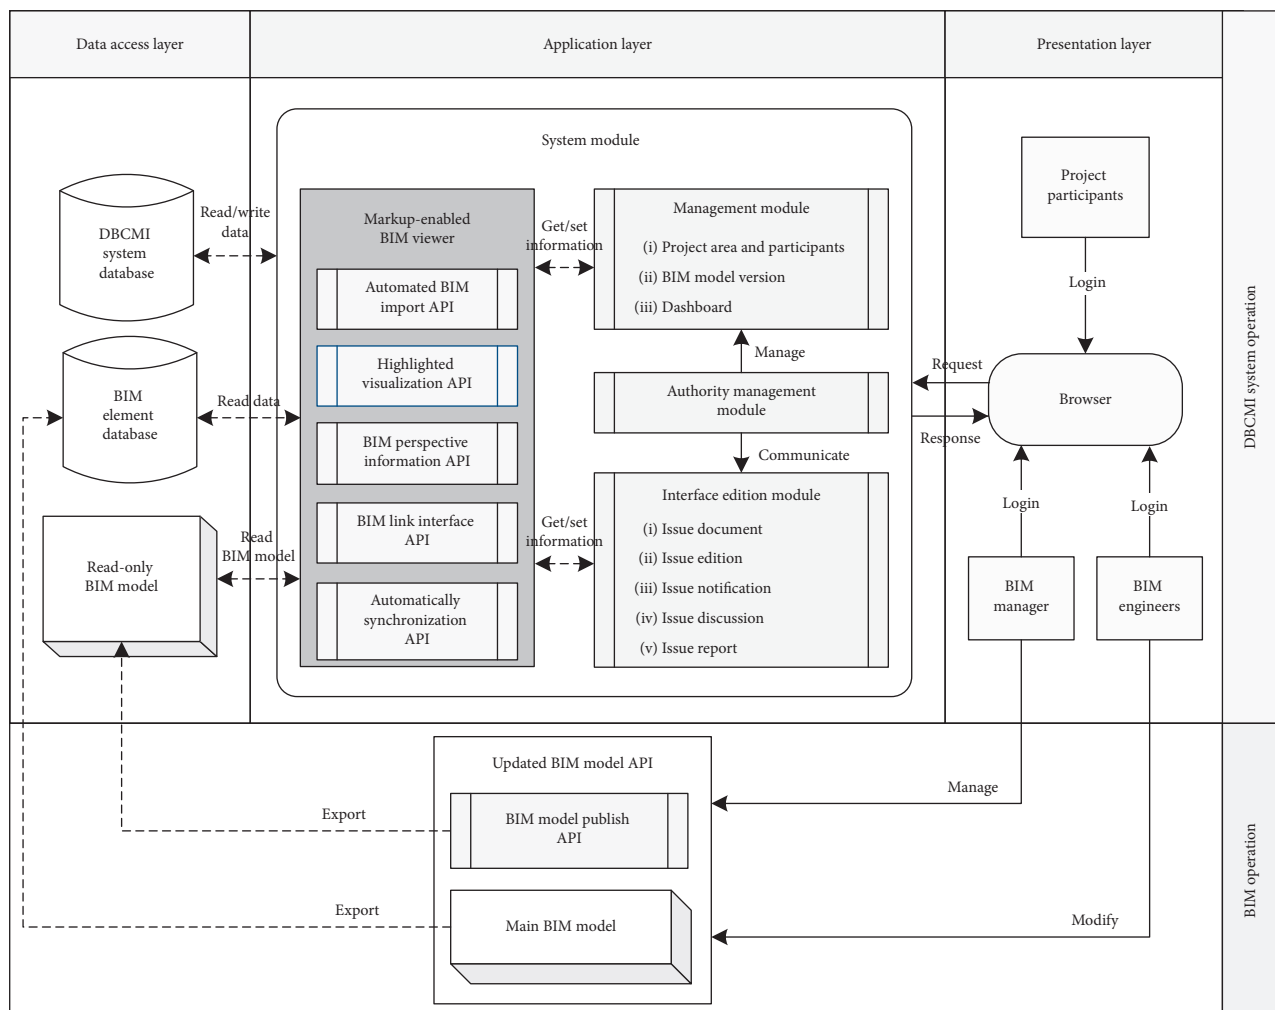 Data access layer
Application layer
Presentation layer
DBCMI system operation
BIM operation
System module
DBCMI
system
database
Read/write
data
BIM
element
database
Read data
Read-only
BIM model
Read
BIM model
Markup-enabled
BIM viewer
Automated BIM
import API
Highlighted
visualization API
BIM perspective
information API
BIM link interface
API
Automatically
synchronization
API
Get/set
information
Get/set
information
Management module
(i) Project area and participants
(ii) BIM model version
(iii) Dashboard
Manage
Authority management
module
Communicate
Interface edition module
(i) Issue document
(ii) Issue edition
(iii) Issue notification
(iv) Issue discussion
(v) Issue report
Request
Response
Project
participants
Login
Browser
Login
Login
BIM
manager
BIM
engineers
Updated BIM model API
BIM model publish
API
Main BIM model
Export
Export
Manage
Modify